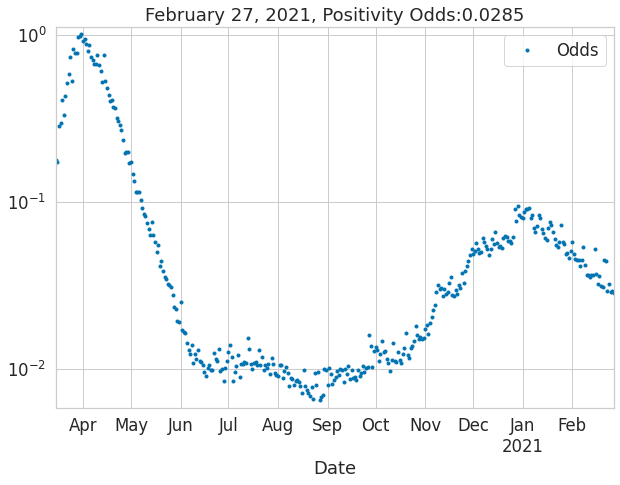 February 27, 2021, Positivity Odds:0.0285
Odds
10⁰
10⁻¹
10⁻²
Apr May Jun Jul Aug Sep Oct Nov Dec Jan Feb
2021
Date